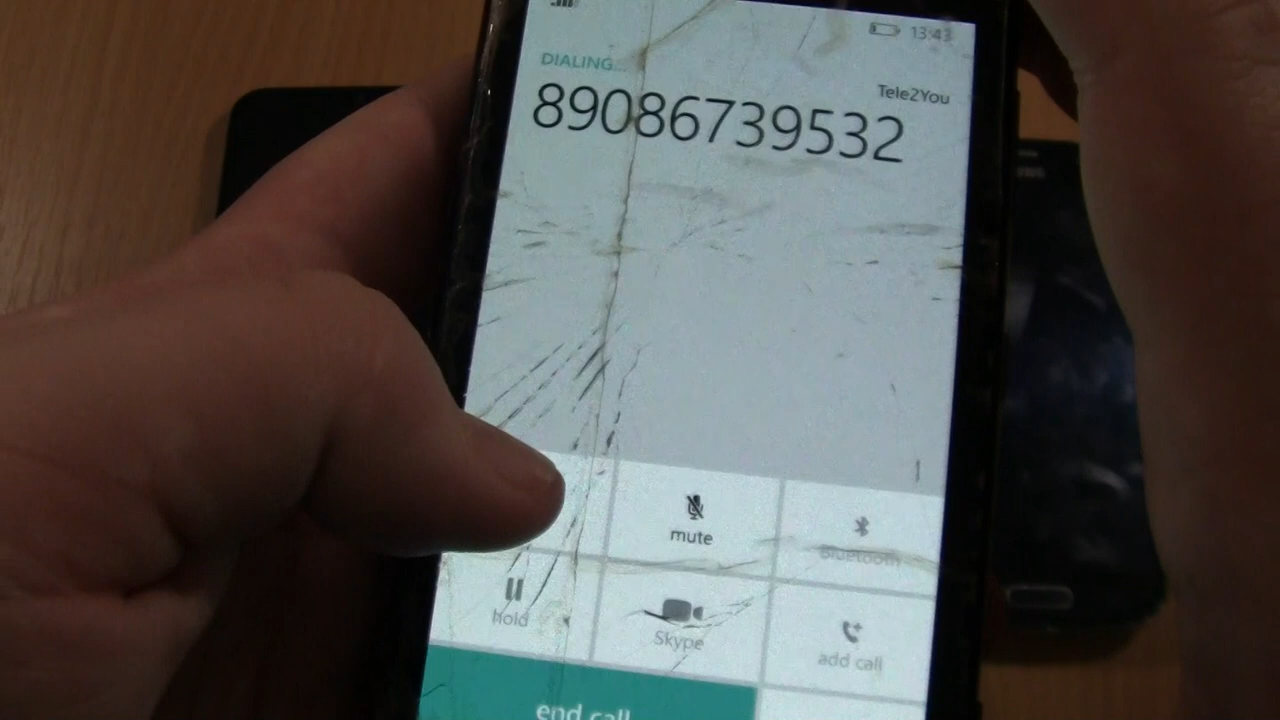 13:43
DIALING...
Tele2You
89086739532
mute
Bluetooth
hold
Skype
add call
end call